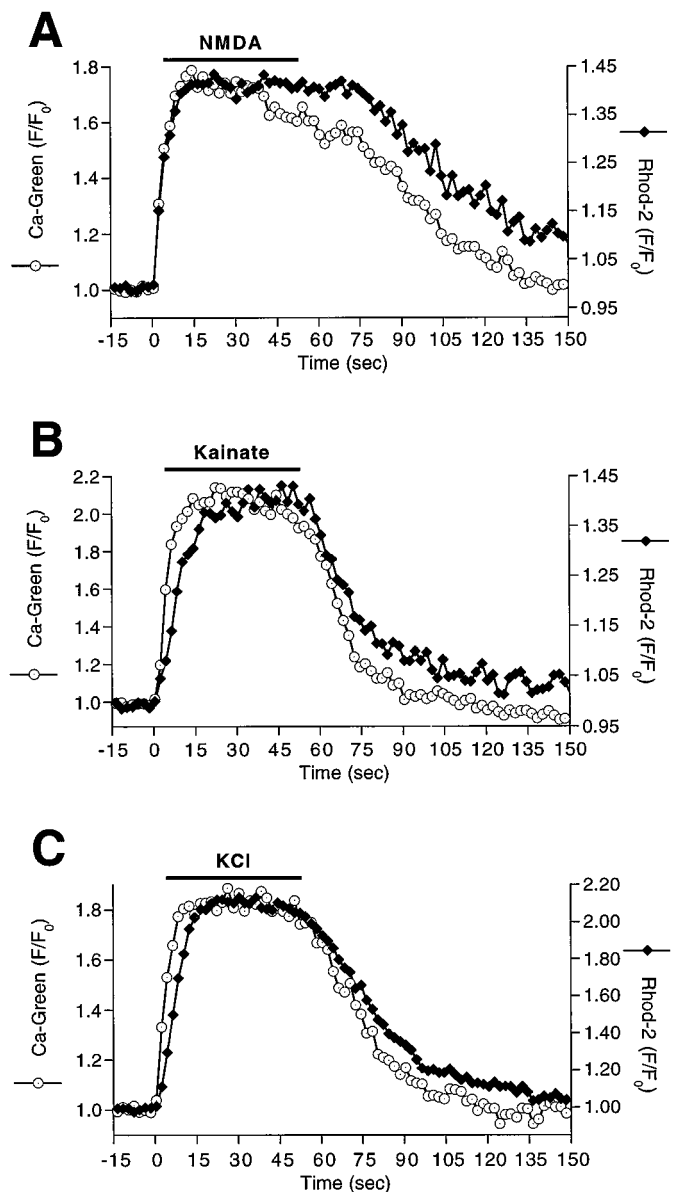 A
NMDA
Ca-Green (F/F0)
1.8
1.6
1.4
1.2
1.0
1.45
1.35
1.25
1.15
1.05
0.95
Rhod-2 (F/F0)
-15 0 15 30 45 60 75 90 105 120 135 150
Time (sec)
B
Kainate
Ca-Green (F/F0)
2.2
2.0
1.8
1.6
1.4
1.2
1.0
1.45
1.35
1.25
1.15
1.05
0.95
Rhod-2 (F/F0)
-15 0 15 30 45 60 75 90 105 120 135 150
Time (sec)
C
KCl
Ca-Green (F/F0)
1.8
1.6
1.4
1.2
1.0
2.20
2.00
1.80
1.60
1.40
1.20
1.00
Rhod-2 (F/F0)
-15 0 15 30 45 60 75 90 105 120 135 150
Time (sec)